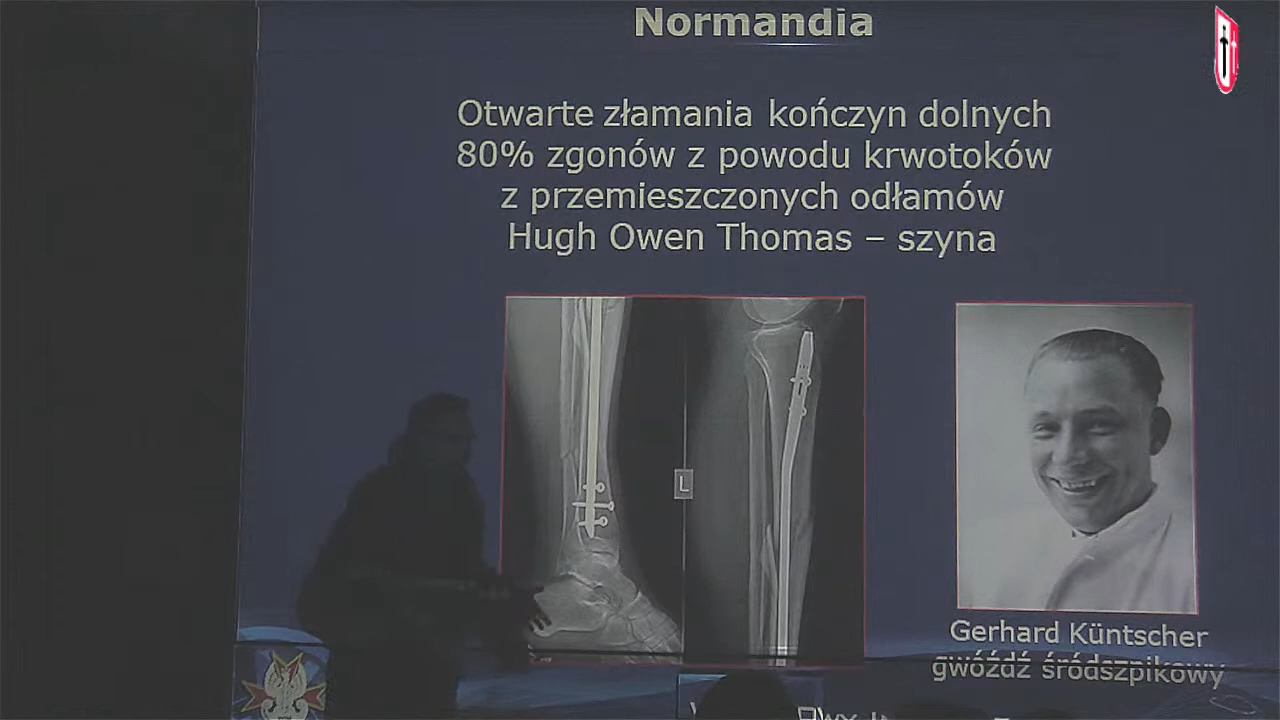 Normandia
Otwarte złamania kończyn dolnych
80% zgonów z powodu krwotoków
z przemieszczonych odłamów
Hugh Owen Thomas – szyna
L
Gerhard Küntscher
gwóźdź śródszpikowy